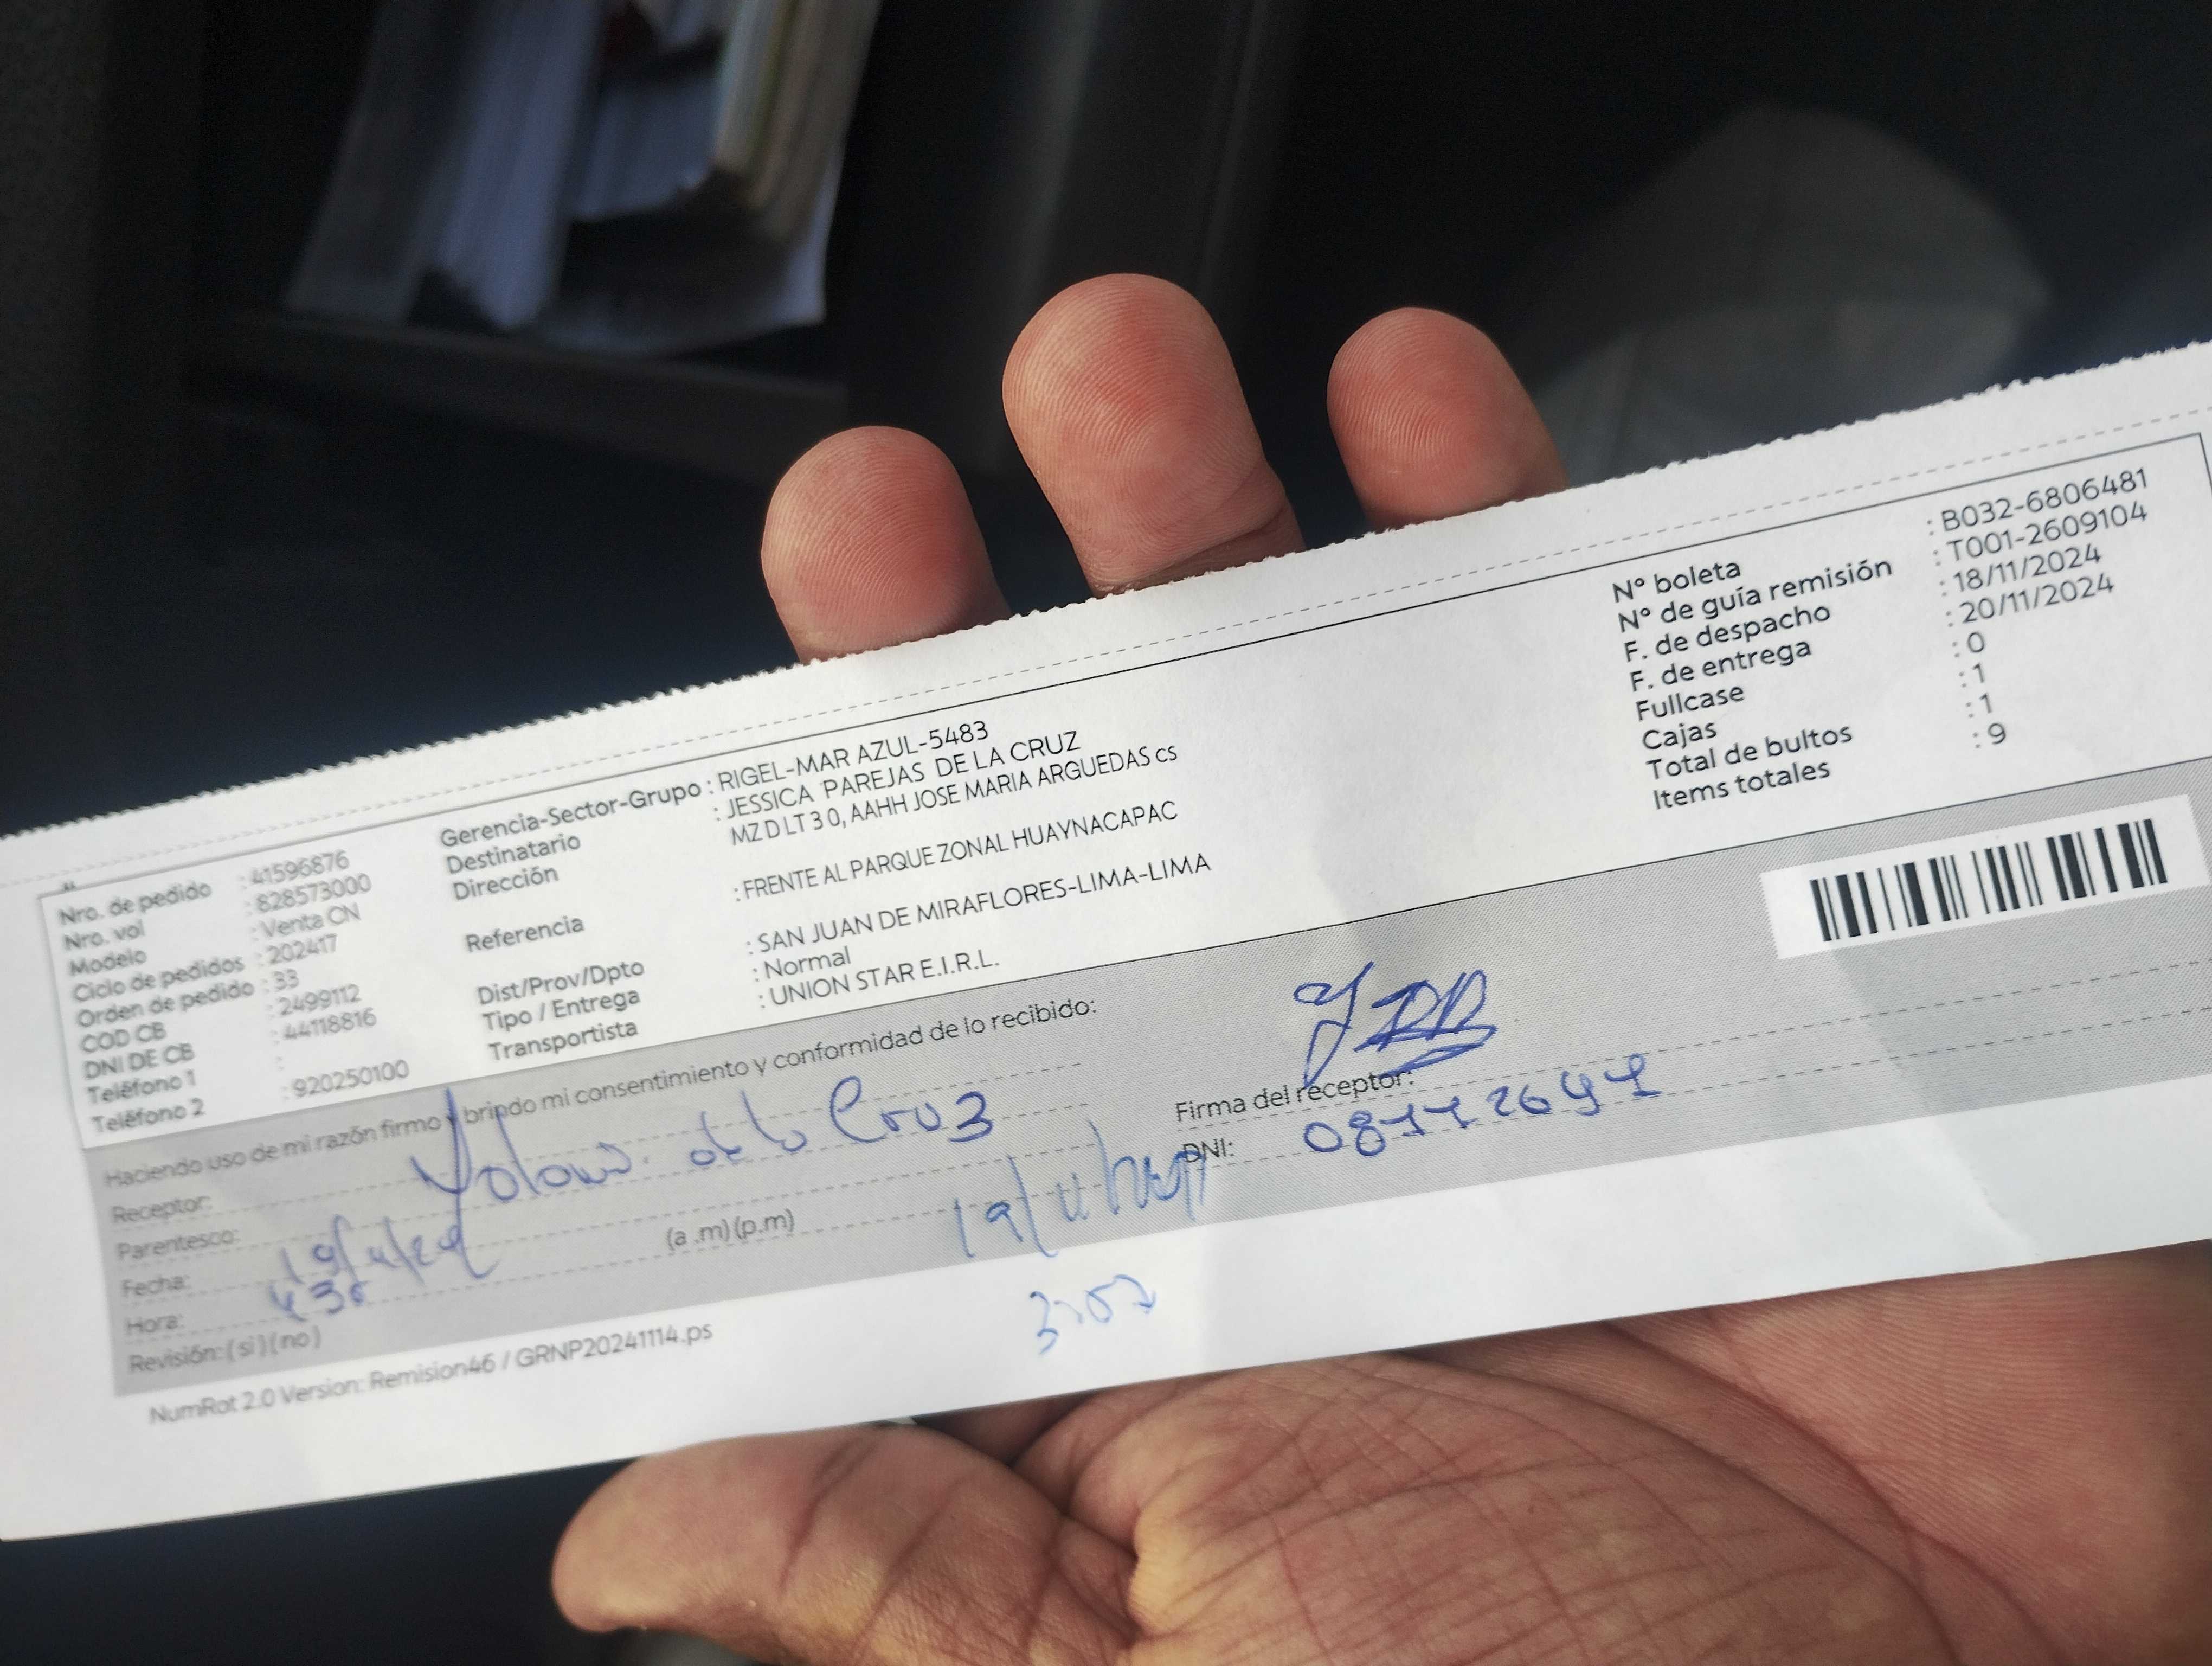 Nro. de pedido : 41596876
Nro. vol : 828573000
Modelo : Venta CN
Ciclo de pedidos : 202417
Orden de pedido : 33
COD CB : 2499112
DNI DE CB : 44118816
Teléfono 1 :
Teléfono 2 : 920250100
Gerencia-Sector-Grupo : RIGEL-MAR AZUL-5483
Destinatario : JESSICA PAREJAS DE LA CRUZ
Dirección MZ D LT 3 0, AAHH JOSE MARIA ARGUEDAS cs
Referencia : FRENTE AL PARQUE ZONAL HUAYNACAPAC
Dist/Prov/Dpto : SAN JUAN DE MIRAFLORES-LIMA-LIMA
Tipo / Entrega : Normal
Transportista : UNION STAR E.I.R.L.
N° boleta : B032-6806481
N° de guía remisión : T001-2609104
F. de despacho : 18/11/2024
F. de entrega : 20/11/2024
Fullcase : 0
Cajas : 1
Total de bultos : 1
Items totales : 9
Haciendo uso de mi razón firmo y brindo mi consentimiento y conformidad de lo recibido:
Receptor: de la Cruz
Parentesco:
Fecha:
Hora: (a .m) (p.m)
Revisión: ( si ) ( no )
Firma del receptor:
DNI:
NumRot 2.0 Version: Remision46 / GRNP20241114.ps